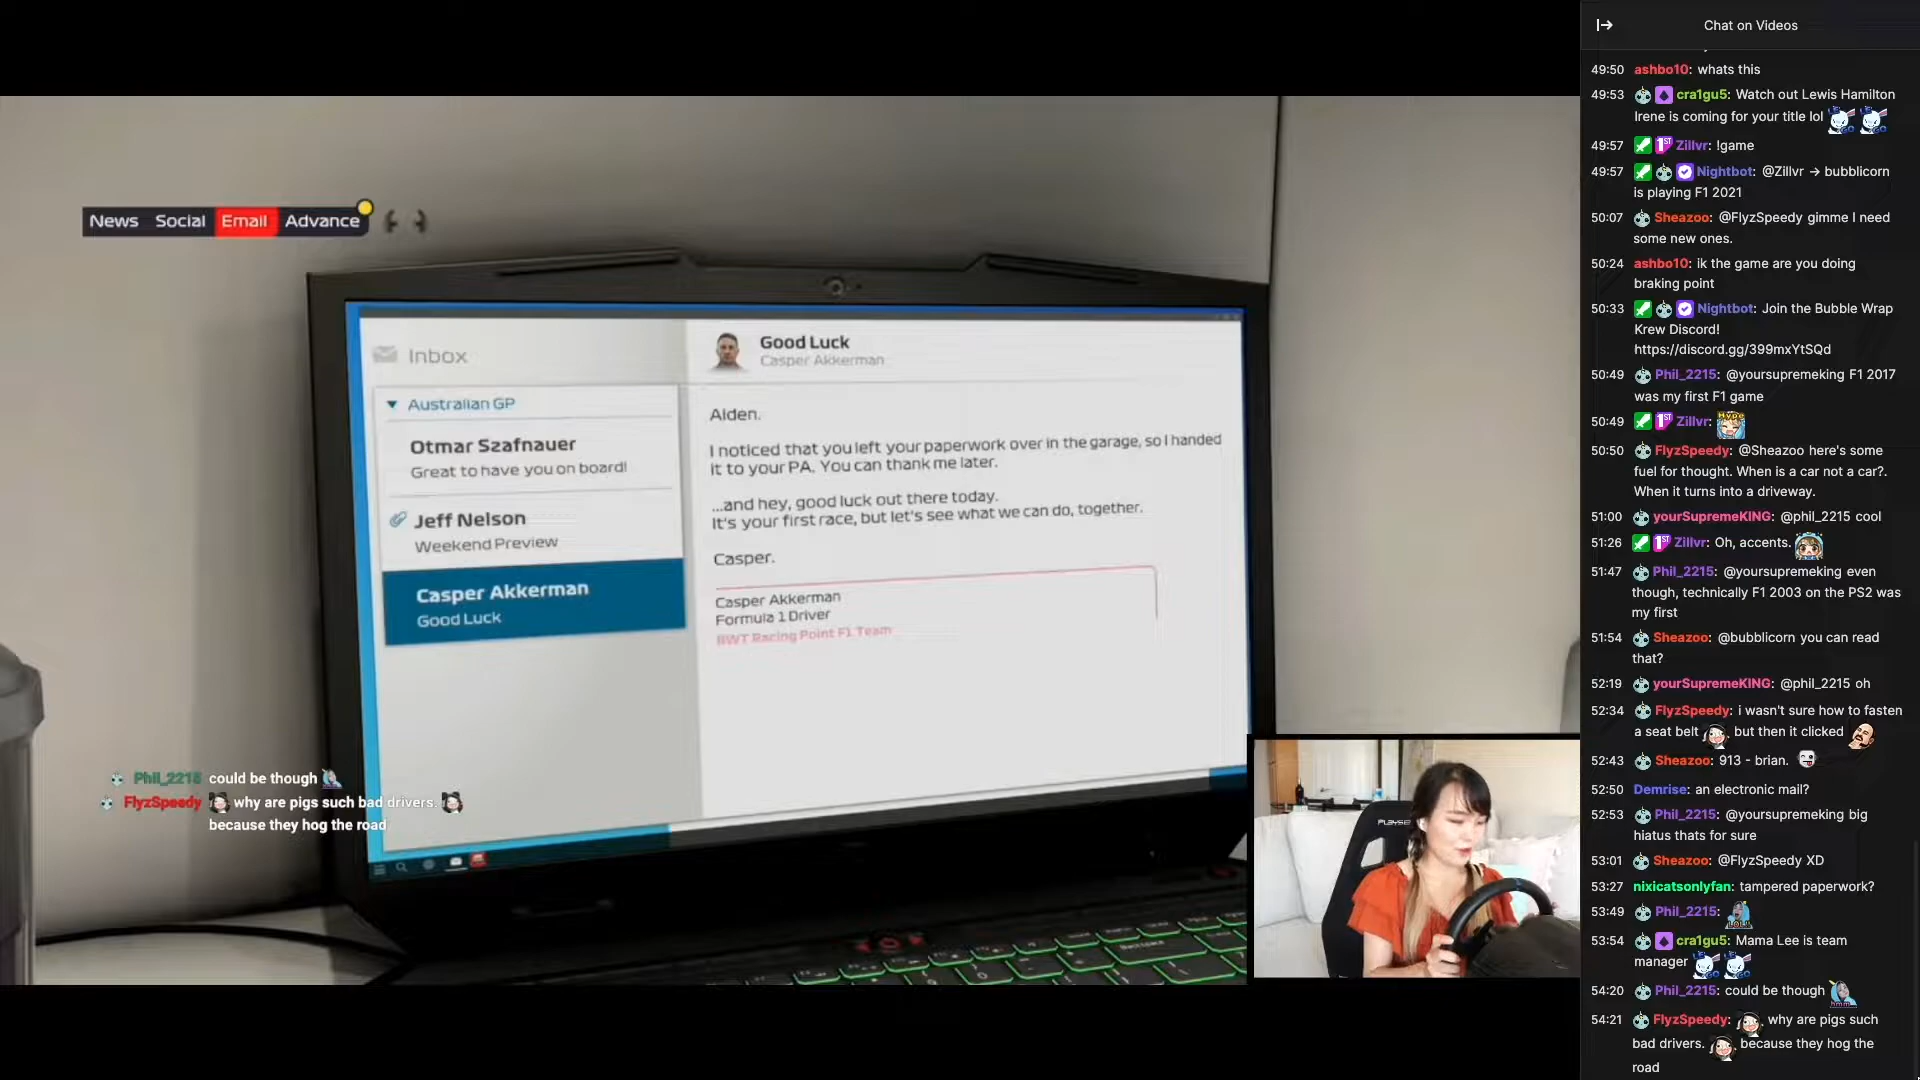 News Social Email Advance
Inbox
Australian GP
Otmar Szafnauer
Great to have you on board!
Jeff Nelson
Weekend Preview
Casper Akkerman
Good Luck
Good Luck
Casper Akkerman
Aiden.
I noticed that you left your paperwork over in the garage, so I handed
it to your PA. You can thank me later.
...and hey, good luck out there today.
It's your first race, but let's see what we can do, together.
Casper.
Casper Akkerman
Formula 1 Driver
BWT Racing Point F1 Team
Phil_2215 could be though
FlyzSpeedy why are pigs such bad drivers.
because they hog the road
Chat on Videos
49:50 ashbo10: whats this
49:53 cra1gu5: Watch out Lewis Hamilton
Irene is coming for your title lol
49:57 1ST Zillvr: !game
49:57 Nightbot: @Zillvr → bubblicorn
is playing F1 2021
50:07 Sheazoo: @FlyzSpeedy gimme I need
some new ones.
50:24 ashbo10: ik the game are you doing
braking point
50:33 Nightbot: Join the Bubble Wrap
Krew Discord!
https://discord.gg/399mxYtSQd
50:49 Phil_2215: @yoursupremeking F1 2017
was my first F1 game
50:49 1ST Zillvr:
50:50 FlyzSpeedy: @Sheazoo here's some
fuel for thought. When is a car not a car?.
When it turns into a driveway.
51:00 yourSupremeKING: @phil_2215 cool
51:26 1ST Zillvr: Oh, accents.
51:47 Phil_2215: @yoursupremeking even
though, technically F1 2003 on the PS2 was
my first
51:54 Sheazoo: @bubblicorn you can read
that?
52:19 yourSupremeKING: @phil_2215 oh
52:34 FlyzSpeedy: i wasn't sure how to fasten
a seat belt but then it clicked
52:43 Sheazoo: 913 - brian.
52:50 Demrise: an electronic mail?
52:53 Phil_2215: @yoursupremeking big
hiatus thats for sure
53:01 Sheazoo: @FlyzSpeedy XD
53:27 nixicatsonlyfan: tampered paperwork?
53:49 Phil_2215:
53:54 cra1gu5: Mama Lee is team
manager
54:20 Phil_2215: could be though
54:21 FlyzSpeedy: why are pigs such
bad drivers. because they hog the
road